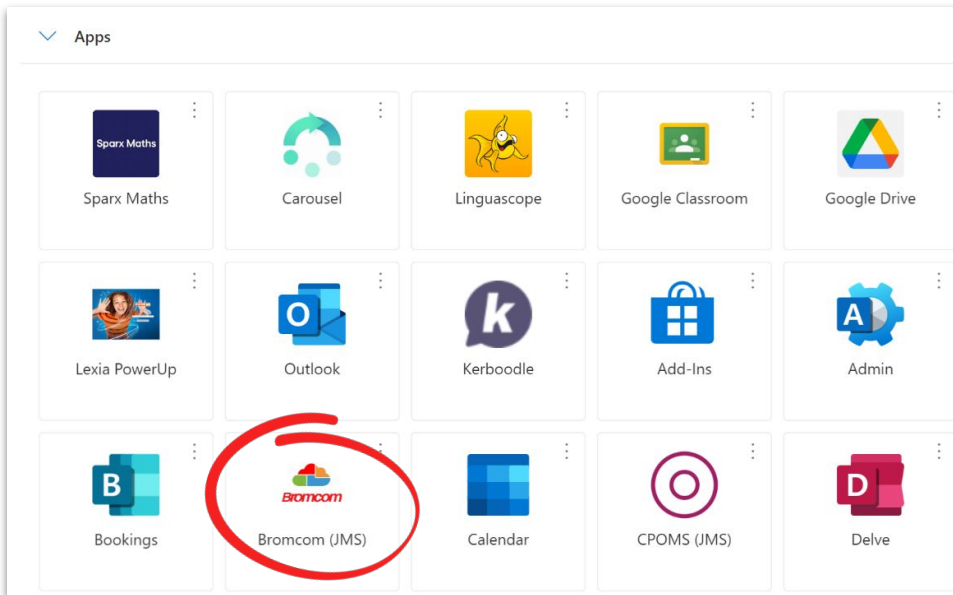 Apps
Sparx Maths
Sparx Maths
Carousel
Linguascope
Google Classroom
Google Drive
Lexia PowerUp
O
Outlook
k
Kerboodle
Add-Ins
A
Admin
B
Bookings
Bromcom
Bromcom (JMS)
Calendar
CPOMS (JMS)
D
Delve